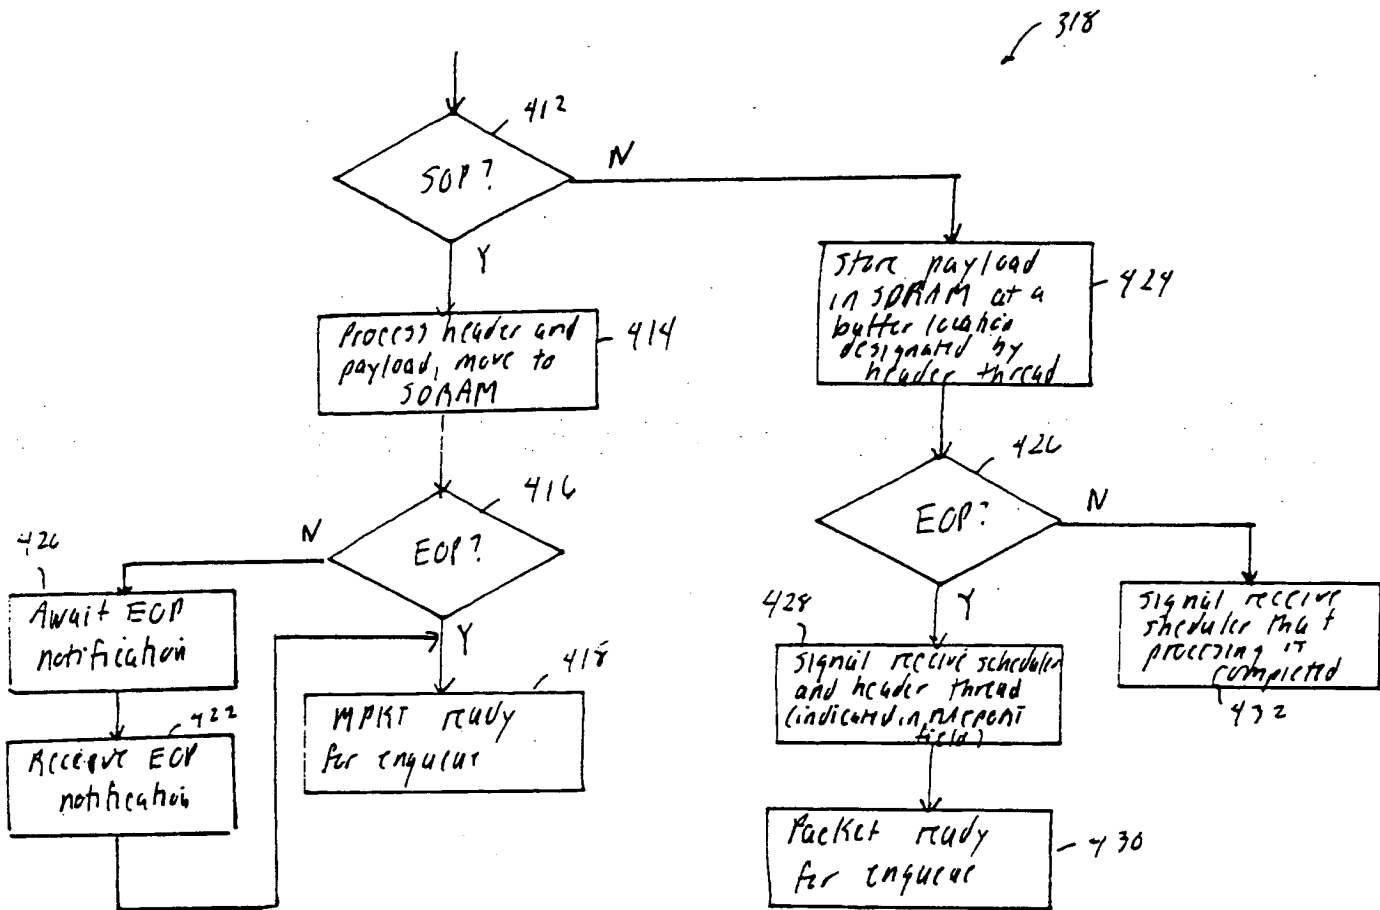 318
412
SOP?
N
Y
Store payload
in SDRAM at a
buffer location
designated by
header thread
424
Process header and
payload, move to
SDRAM
414
426
EOP?
N
Y
416
EOP?
N
Y
420
Await EOP
notification
422
Receive EOP
notification
418
MPKT ready
for enqueue
428
signal receive scheduler
and header thread
(indicated in
field)
signal receive
sheduler that
processing is
completed
432
Packet ready
for enqueue
430